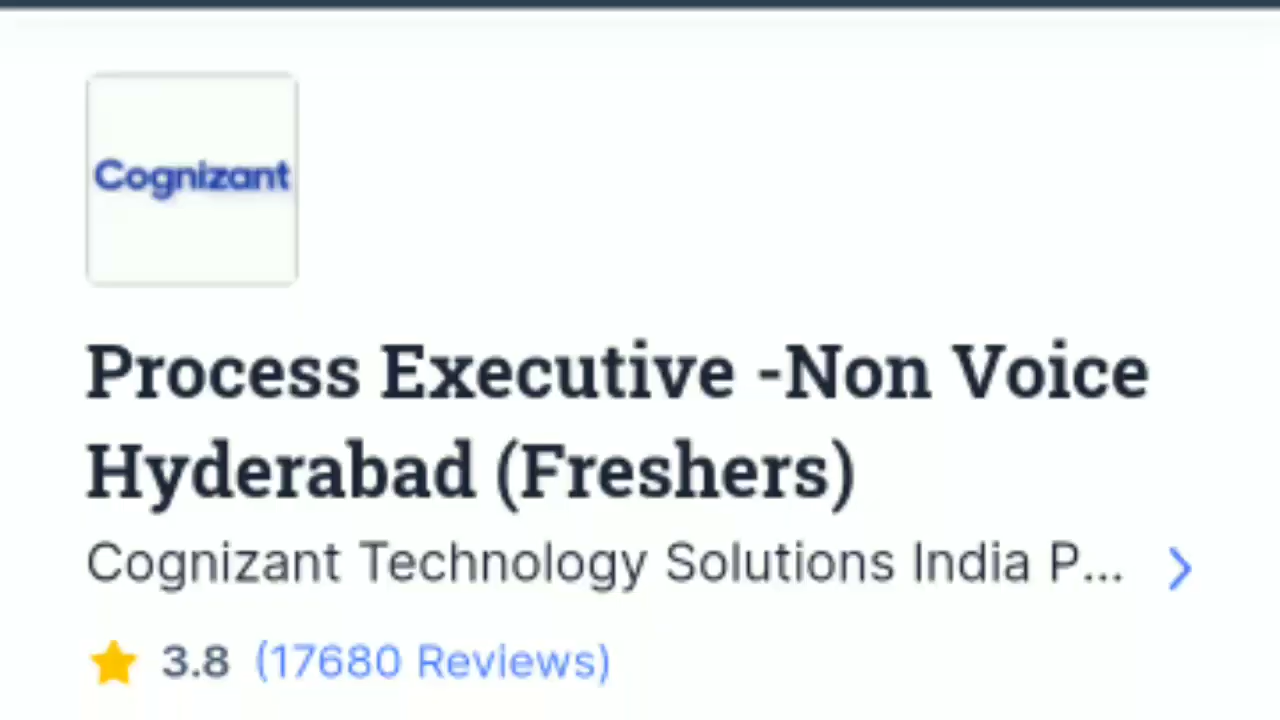 Cognizant
Process Executive -Non Voice
Hyderabad (Freshers)
Cognizant Technology Solutions India P...
3.8 (17680 Reviews)